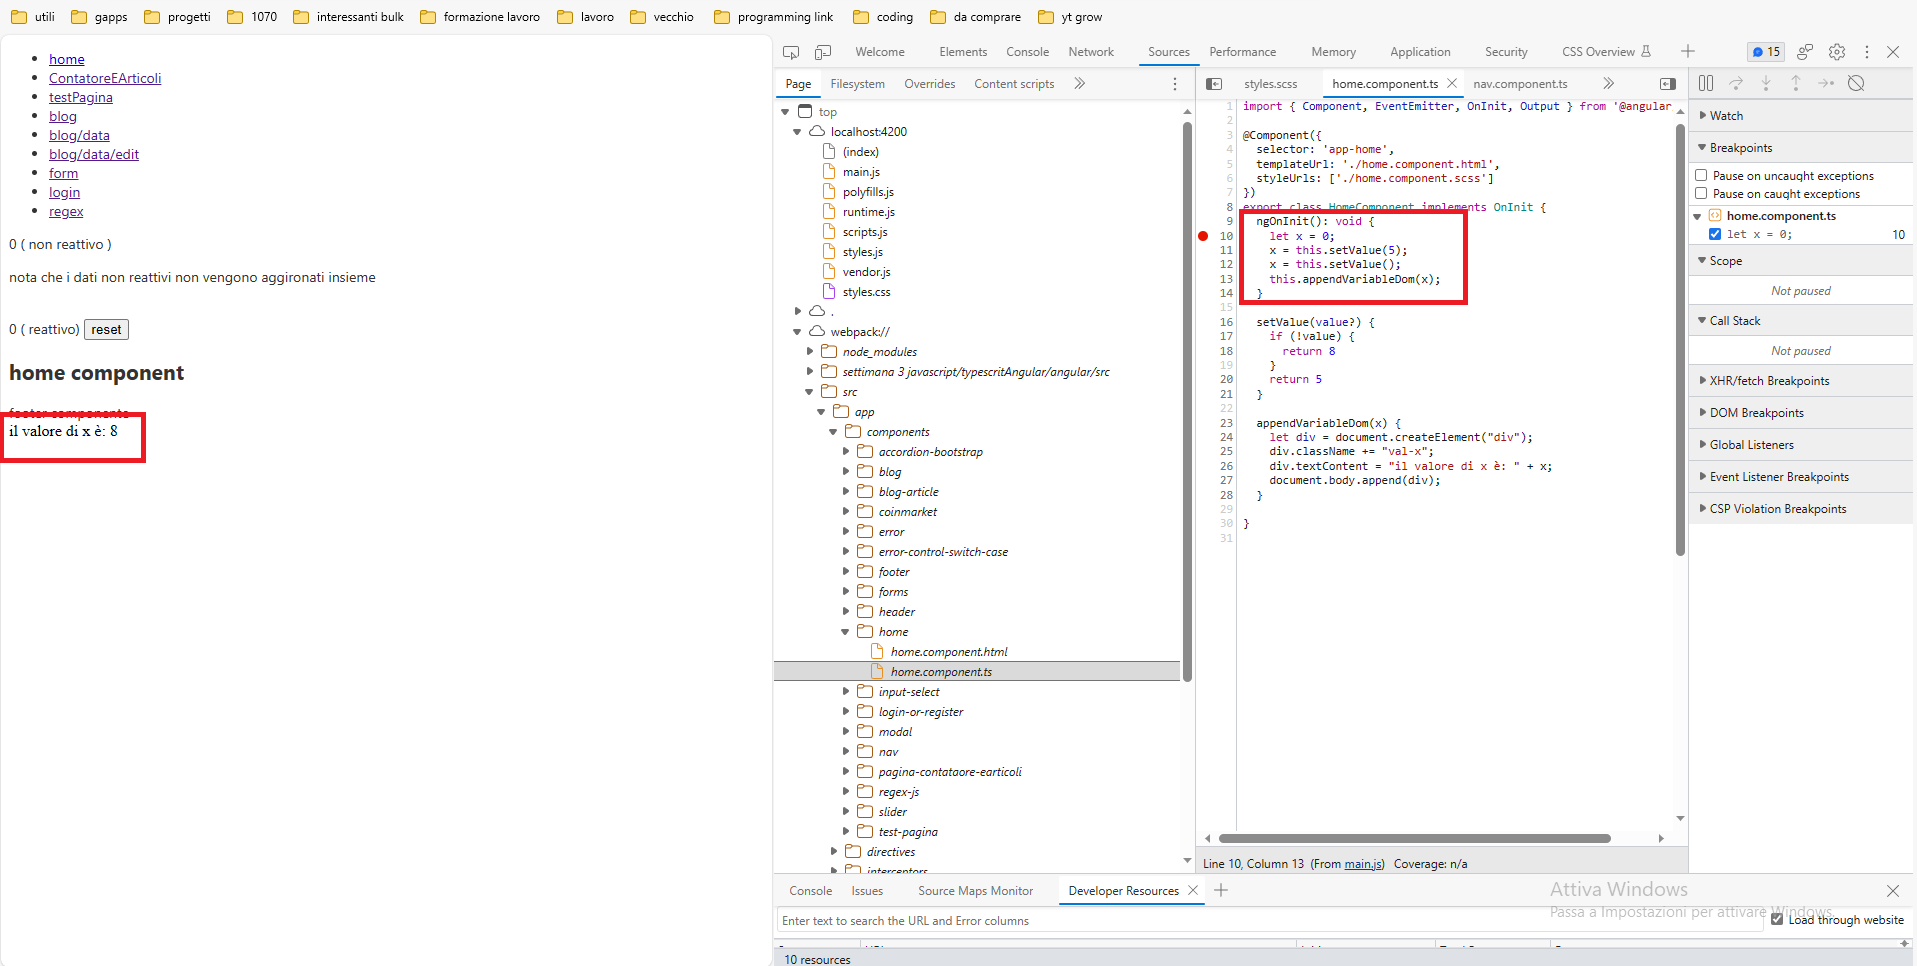 utili gapps progetti 1070 interessanti bulk formazione lavoro lavoro vecchio programming link coding da comprare yt grow
home
ContatoreEArticoli
testPagina
blog
blog/data
blog/data/edit
form
login
regex
0 ( non reattivo )
nota che i dati non reattivi non vengono aggironati insieme
0 ( reattivo) reset
home component
footer components
il valore di x è: 8
Welcome Elements Console Network Sources Performance Memory Application Security CSS Overview 15
Page Filesystem Overrides Content scripts
top
localhost:4200
(index)
main.js
polyfills.js
runtime.js
scripts.js
styles.js
vendor.js
styles.css
.
webpack://
node_modules
settimana 3 javascript/typescritAngular/angular/src
src
app
components
accordion-bootstrap
blog
blog-article
coinmarket
error
error-control-switch-case
footer
forms
header
home
home.component.html
home.component.ts
input-select
login-or-register
modal
nav
pagina-contataore-earticoli
regex-js
slider
test-pagina
directives
interceptors
styles.scss home.component.ts nav.component.ts
1 import { Component, EventEmitter, OnInit, Output } from '@angular
2
3 @Component({
4 selector: 'app-home',
5 templateUrl: './home.component.html',
6 styleUrls: ['./home.component.scss']
7 })
8 export class HomeComponent implements OnInit {
9 ngOnInit(): void {
10 let x = 0;
11 x = this.setValue(5);
12 x = this.setValue();
13 this.appendVariableDom(x);
14 }
15
16 setValue(value?) {
17 if (!value) {
18 return 8
19 }
20 return 5
21 }
22
23 appendVariableDom(x) {
24 let div = document.createElement("div");
25 div.className += "val-x";
26 div.textContent = "il valore di x è: " + x;
27 document.body.append(div);
28 }
29
30 }
31
Line 10, Column 13 (From main.js) Coverage: n/a
Watch
Breakpoints
Pause on uncaught exceptions
Pause on caught exceptions
home.component.ts
let x = 0; 10
Scope
Not paused
Call Stack
Not paused
XHR/fetch Breakpoints
DOM Breakpoints
Global Listeners
Event Listener Breakpoints
CSP Violation Breakpoints
Console Issues Source Maps Monitor Developer Resources
Enter text to search the URL and Error columns
Load through website
Attiva Windows
Passa a Impostazioni per attivare Windows.
10 resources